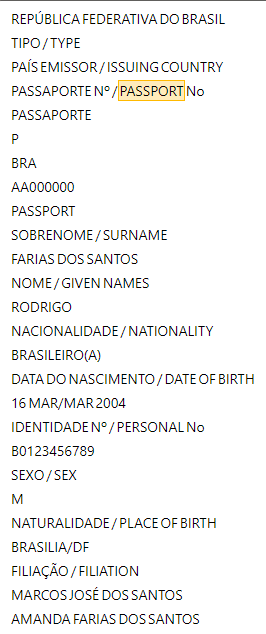 REPÚBLICA FEDERATIVA DO BRASIL
TIPO / TYPE
PAÍS EMISSOR / ISSUING COUNTRY
PASSAPORTE Nº / PASSPORT No
PASSAPORTE
P
BRA
AA000000
PASSPORT
SOBRENOME / SURNAME
FARIAS DOS SANTOS
NOME / GIVEN NAMES
RODRIGO
NACIONALIDADE / NATIONALITY
BRASILEIRO(A)
DATA DO NASCIMENTO / DATE OF BIRTH
16 MAR/MAR 2004
IDENTIDADE Nº / PERSONAL No
B0123456789
SEXO / SEX
M
NATURALIDADE / PLACE OF BIRTH
BRASILIA/DF
FILIAÇÃO / FILIATION
MARCOS JOSÉ DOS SANTOS
AMANDA FARIAS DOS SANTOS